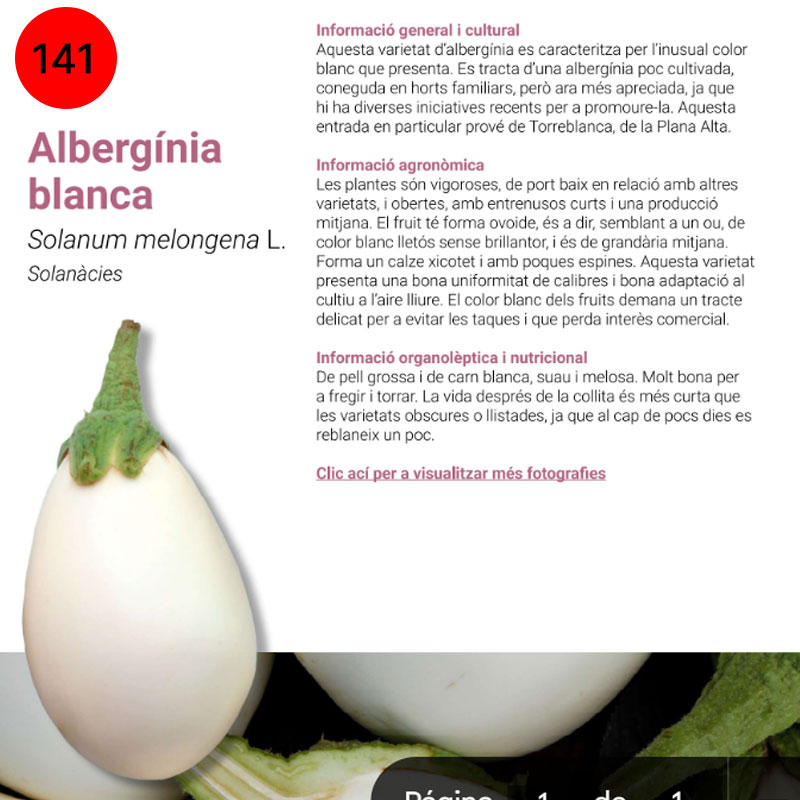 141
Albergínia
blanca
Solanum melongena L.
Solanàcies
Informació general i cultural
Aquesta varietat d'albergínia es caracteritza per l'inusual color
blanc que presenta. Es tracta d'una albergínia poc cultivada,
coneguda en horts familiars, però ara més apreciada, ja que
hi ha diverses iniciatives recents per a promoure-la. Aquesta
entrada en particular prové de Torreblanca, de la Plana Alta.
Informació agronòmica
Les plantes són vigoroses, de port baix en relació amb altres
varietats, i obertes, amb entrenusos curts i una producció
mitjana. El fruit té forma ovoide, és a dir, semblant a un ou, de
color blanc lletós sense brillantor, i és de grandària mitjana.
Forma un calze xicotet i amb poques espines. Aquesta varietat
presenta una bona uniformitat de calibres i bona adaptació al
cultiu a l'aire lliure. El color blanc dels fruits demana un tracte
delicat per a evitar les taques i que perda interès comercial.
Informació organolèptica i nutricional
De pell grossa i de carn blanca, suau i melosa. Molt bona per
a fregir i torrar. La vida després de la collita és més curta que
les varietats obscures o llistades, ja que al cap de pocs dies es
reblaneix un poc.
Clic ací per a visualitzar més fotografies
Página 1 de 1